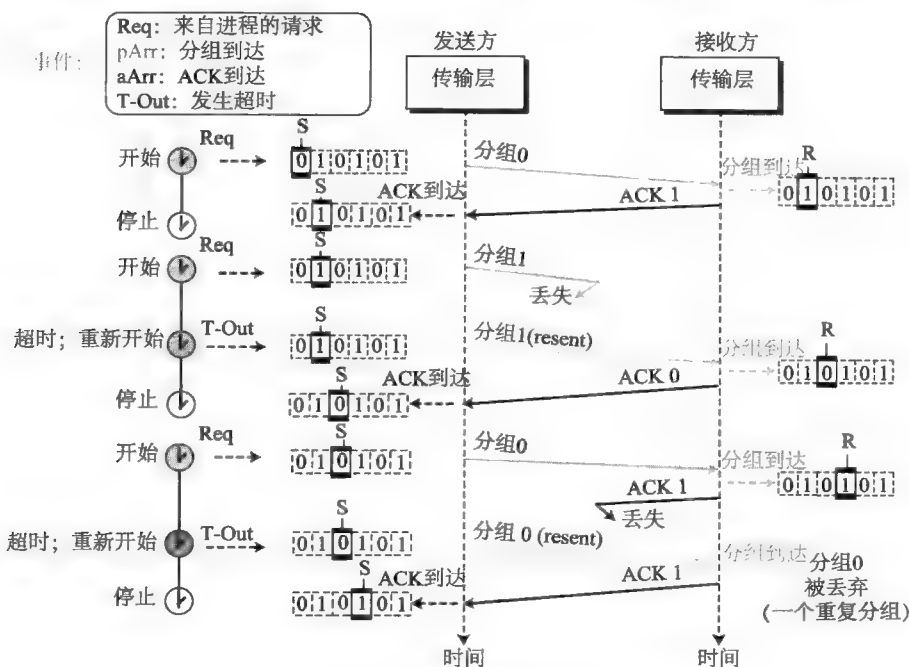 事件:
Req: 来自进程的请求
pArr: 分组到达
aArr: ACK到达
T-Out: 发生超时
发送方
传输层
接收方
传输层
开始
Req
S
0 1 0 1 0 1
分组0
分组到达
R
0 1 0 1 0 1
停止
S
0 1 0 1 0 1
ACK到达
ACK 1
开始
Req
S
0 1 0 1 0 1
分组1
丢失
超时；重新开始
T-Out
S
0 1 0 1 0 1
分组1(resent)
分组到达
R
0 1 0 1 0 1
停止
S
0 1 0 1 0 1
ACK到达
ACK 0
开始
Req
S
0 1 0 1 0 1
分组0
分组到达
R
0 1 0 1 0 1
ACK 1
丢失
超时；重新开始
T-Out
S
0 1 0 1 0 1
分组 0 (resent)
分组到达
分组0
被丢弃
(一个重复分组)
停止
S
0 1 0 1 0 1
ACK到达
ACK 1
时间
时间